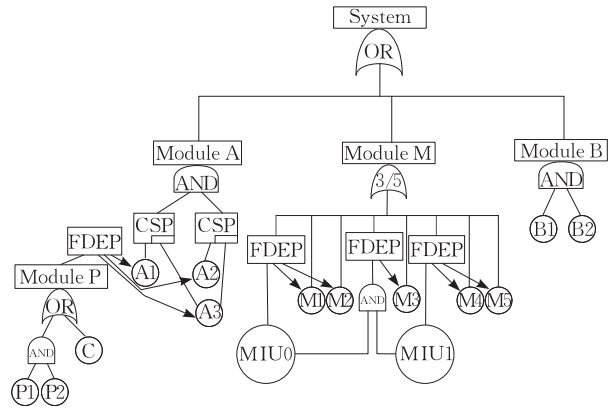 System
OR
Module A
Module M
Module B
AND
3/5
AND
CSP
CSP
FDEP
FDEP
FDEP
FDEP
B1
B2
Module P
A1
A2
A3
M1
M2
AND
M3
M4
M5
OR
AND
C
MIU0
MIU1
P1
P2